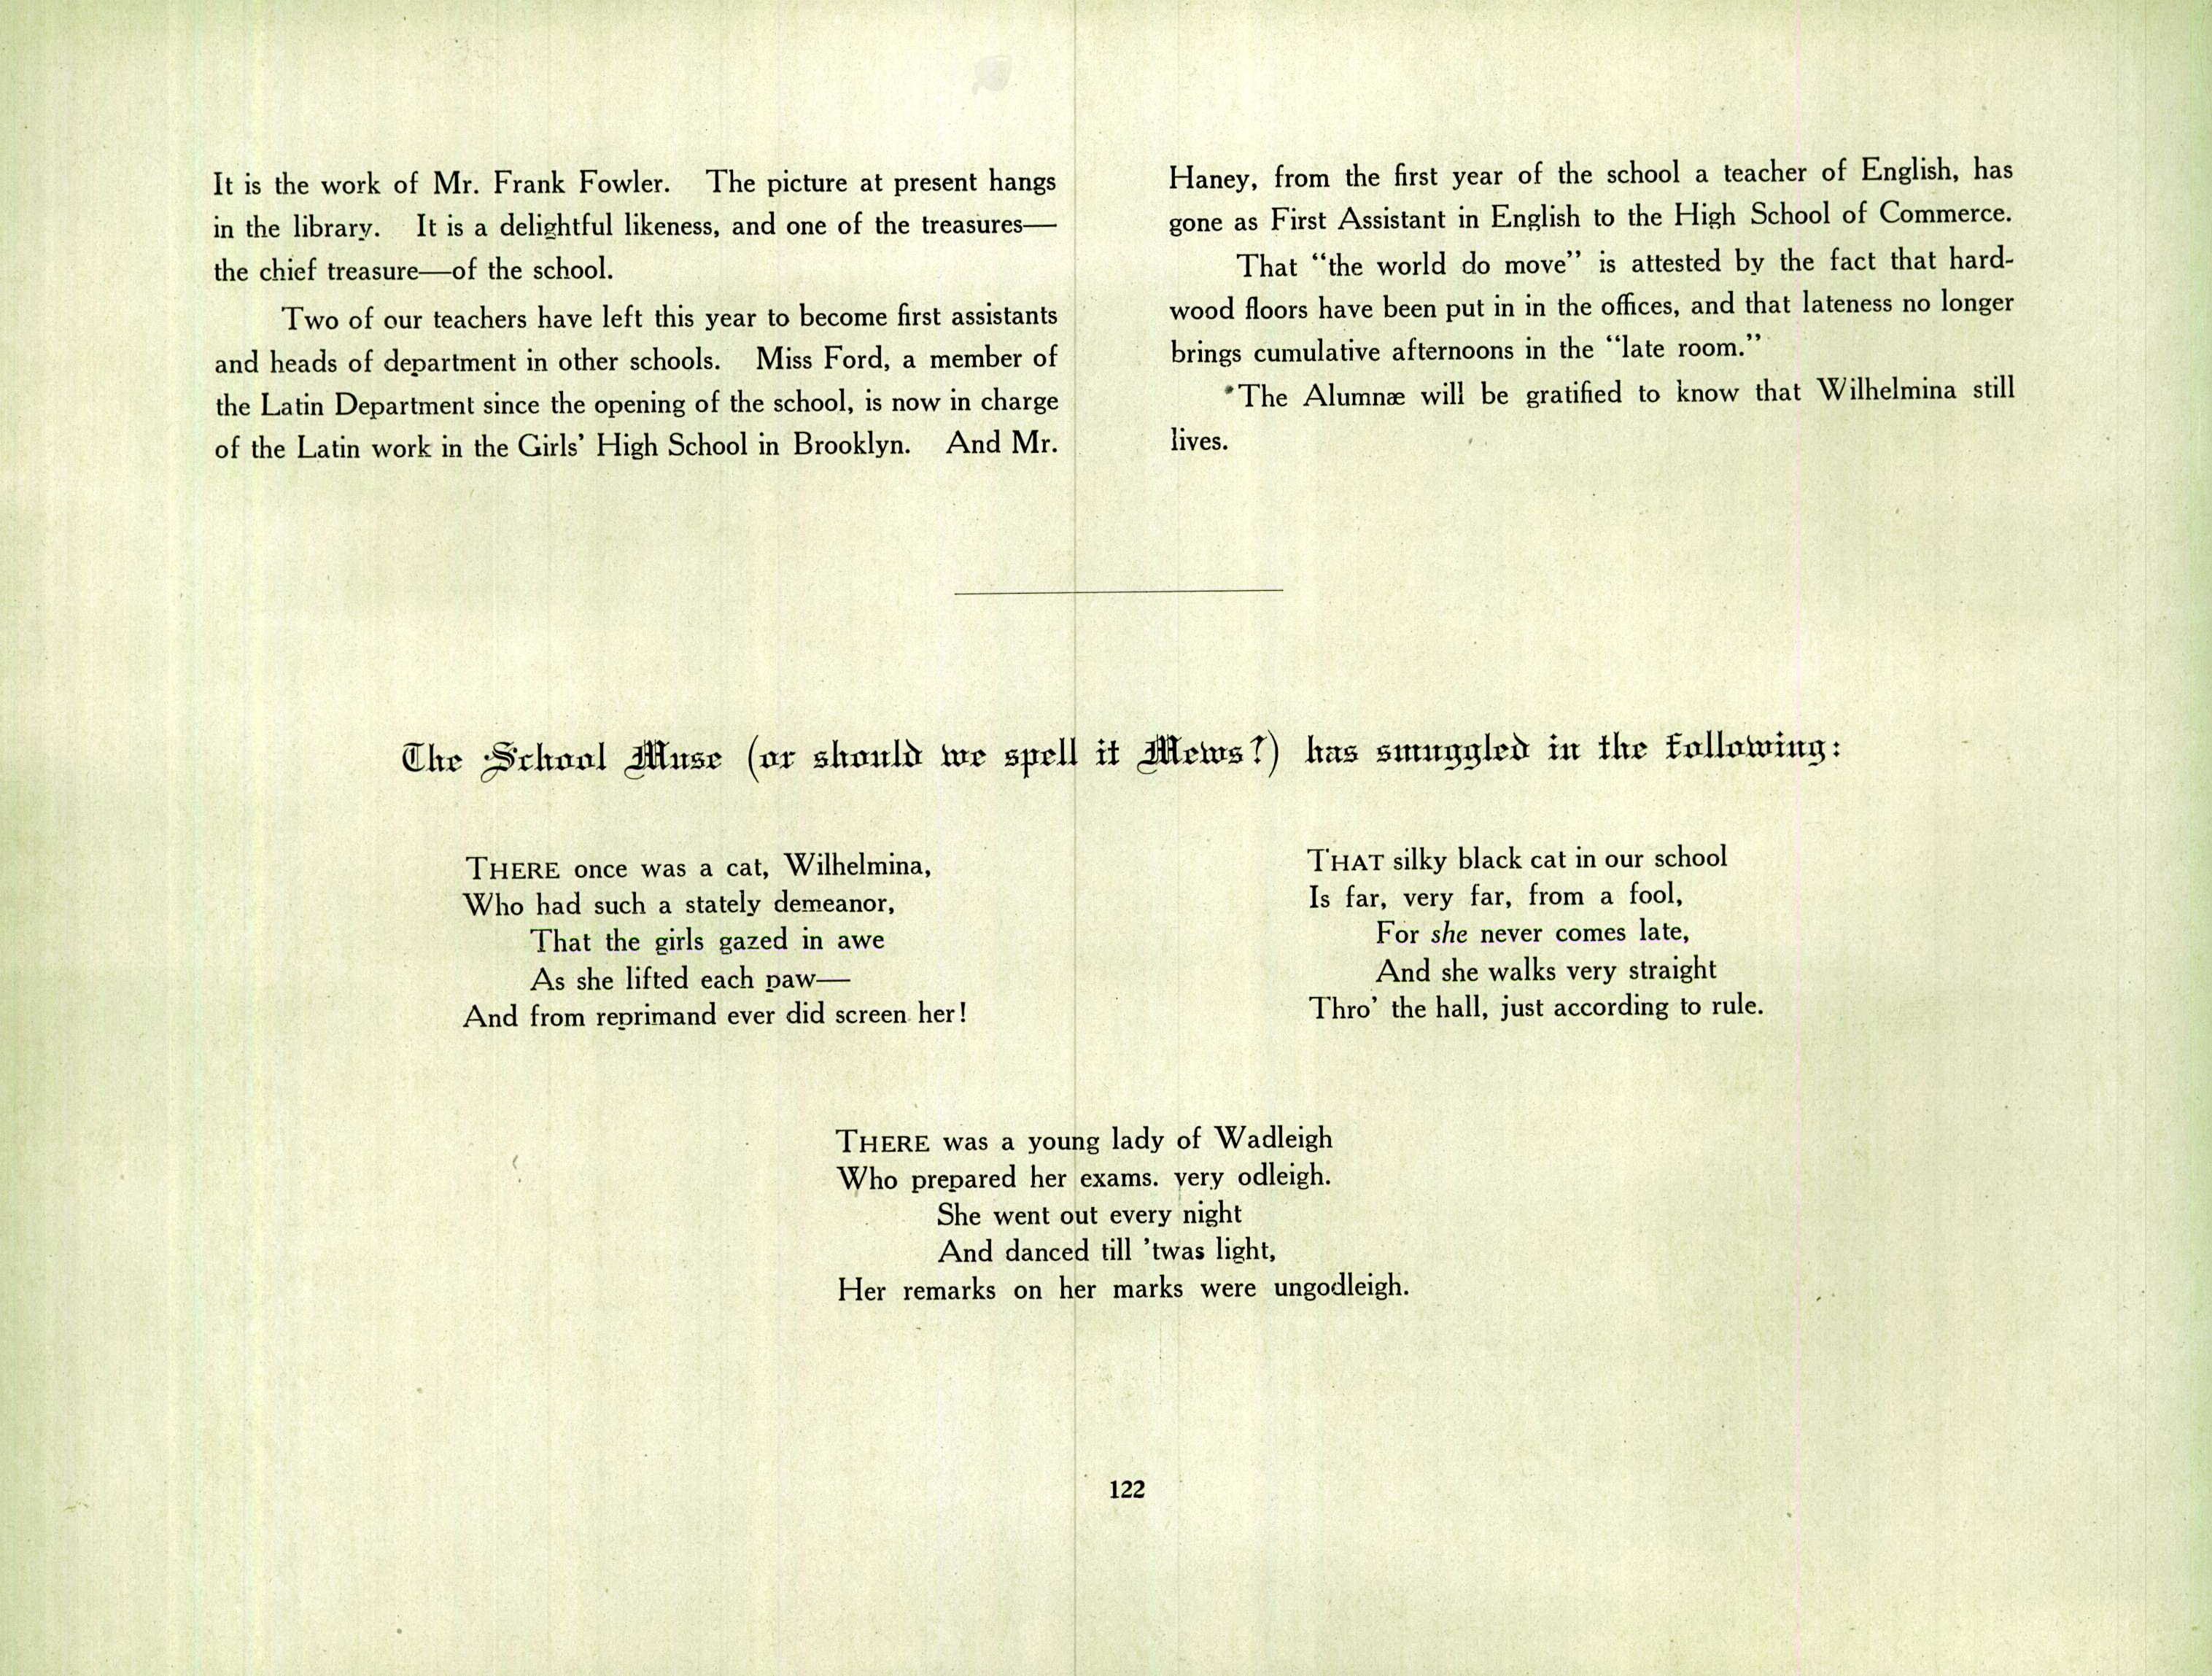 It is the work of Mr. Frank Fowler. The picture at present hangs
in the library. It is a delightful likeness, and one of the treasures—
the chief treasure—of the school.
Two of our teachers have left this year to become first assistants
and heads of department in other schools. Miss Ford, a member of
the Latin Department since the opening of the school, is now in charge
of the Latin work in the Girls' High School in Brooklyn. And Mr.
Haney, from the first year of the school a teacher of English, has
gone as First Assistant in English to the High School of Commerce.
That "the world do move" is attested by the fact that hard-
wood floors have been put in in the offices, and that lateness no longer
brings cumulative afternoons in the "late room."
The Alumnæ will be gratified to know that Wilhelmina still
lives.
The School Muse (or should we spell it Mews?) has smuggled in the following:
THERE once was a cat, Wilhelmina,
Who had such a stately demeanor,
That the girls gazed in awe
As she lifted each paw—
And from reprimand ever did screen her!
THAT silky black cat in our school
Is far, very far, from a fool,
For she never comes late,
And she walks very straight
Thro' the hall, just according to rule.
THERE was a young lady of Wadleigh
Who prepared her exams. very odleigh.
She went out every night
And danced till 'twas light,
Her remarks on her marks were ungodleigh.
122